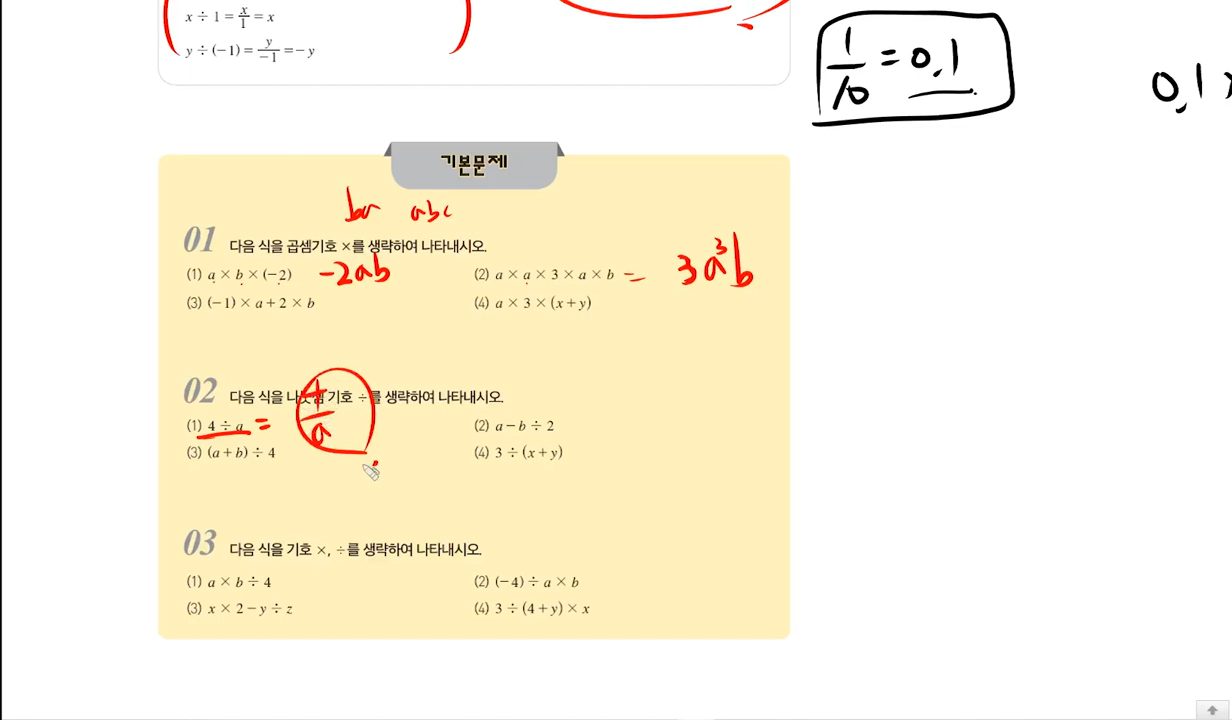 x ÷ 1 = x/1 = x
y ÷ (−1) = y/−1 = −y
1/10 = 0.1
0.1
기본문제
ba abc
01 다음 식을 곱셈기호 ×를 생략하여 나타내시오.
(1) a × b × (−2) −2ab
(2) a × a × 3 × a × b = 3a³b
(3) (−1) × a + 2 × b
(4) a × 3 × (x + y)
02 다음 식을 기호 ÷를 생략하여 나타내시오.
(1) 4 ÷ a = 4/a
(2) a − b ÷ 2
(3) (a + b) ÷ 4
(4) 3 ÷ (x + y)
03 다음 식을 기호 ×, ÷를 생략하여 나타내시오.
(1) a × b ÷ 4
(2) (−4) ÷ a × b
(3) x × 2 − y ÷ z
(4) 3 ÷ (4 + y) × x